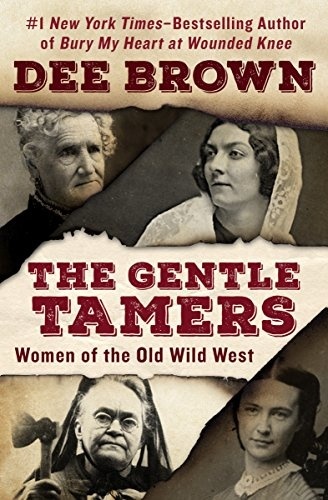 #1 New York Times–Bestselling Author
of Bury My Heart at Wounded Knee
DEE BROWN
THE GENTLE
TAMERS
Women of the Old Wild West